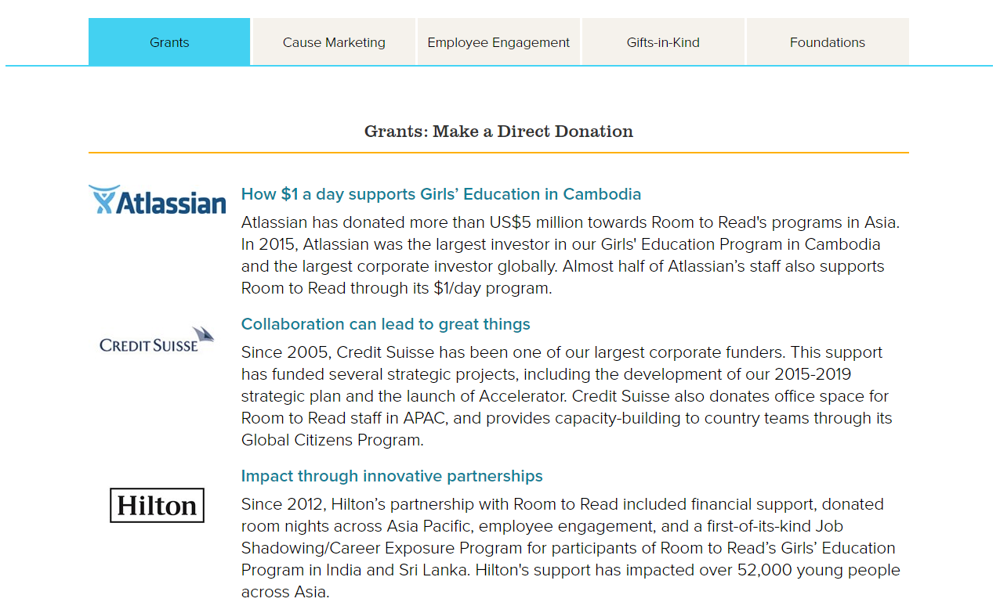 Grants
Cause Marketing
Employee Engagement
Gifts-in-Kind
Foundations
Grants: Make a Direct Donation
Atlassian
How $1 a day supports Girls’ Education in Cambodia
Atlassian has donated more than US$5 million towards Room to Read's programs in Asia.
In 2015, Atlassian was the largest investor in our Girls' Education Program in Cambodia
and the largest corporate investor globally. Almost half of Atlassian’s staff also supports
Room to Read through its $1/day program.
CREDIT SUISSE
Collaboration can lead to great things
Since 2005, Credit Suisse has been one of our largest corporate funders. This support
has funded several strategic projects, including the development of our 2015-2019
strategic plan and the launch of Accelerator. Credit Suisse also donates office space for
Room to Read staff in APAC, and provides capacity-building to country teams through its
Global Citizens Program.
Hilton
Impact through innovative partnerships
Since 2012, Hilton’s partnership with Room to Read included financial support, donated
room nights across Asia Pacific, employee engagement, and a first-of-its-kind Job
Shadowing/Career Exposure Program for participants of Room to Read’s Girls’ Education
Program in India and Sri Lanka. Hilton's support has impacted over 52,000 young people
across Asia.